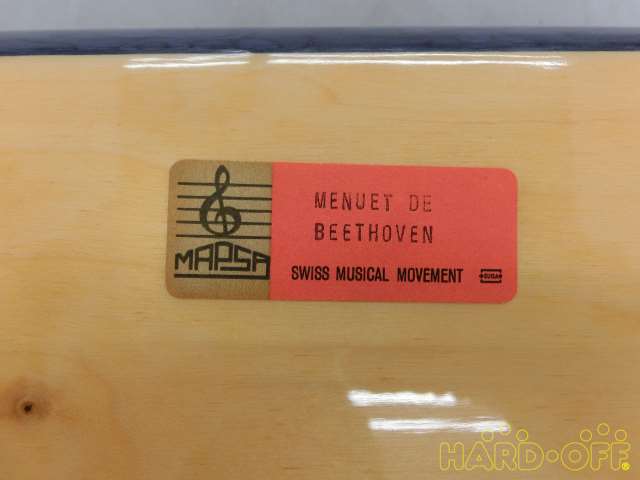 MENUET DE
BEETHOVEN
MAPSA
SWISS MUSICAL MOVEMENT
HARD·OFF